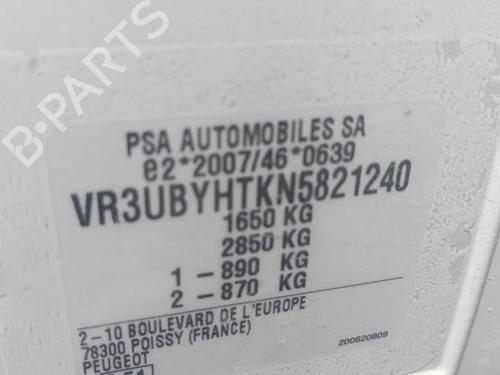 B-PARTS
PSA AUTOMOBILES SA
e2*2007/46*0639
VR3UBYHTKN5821240
1650 KG
2850 KG
1 -890 KG
2 -870 KG
2-10 BOULEVARD DE L'EUROPE
78300 POISSY (FRANCE)
PEUGEOT
200620809